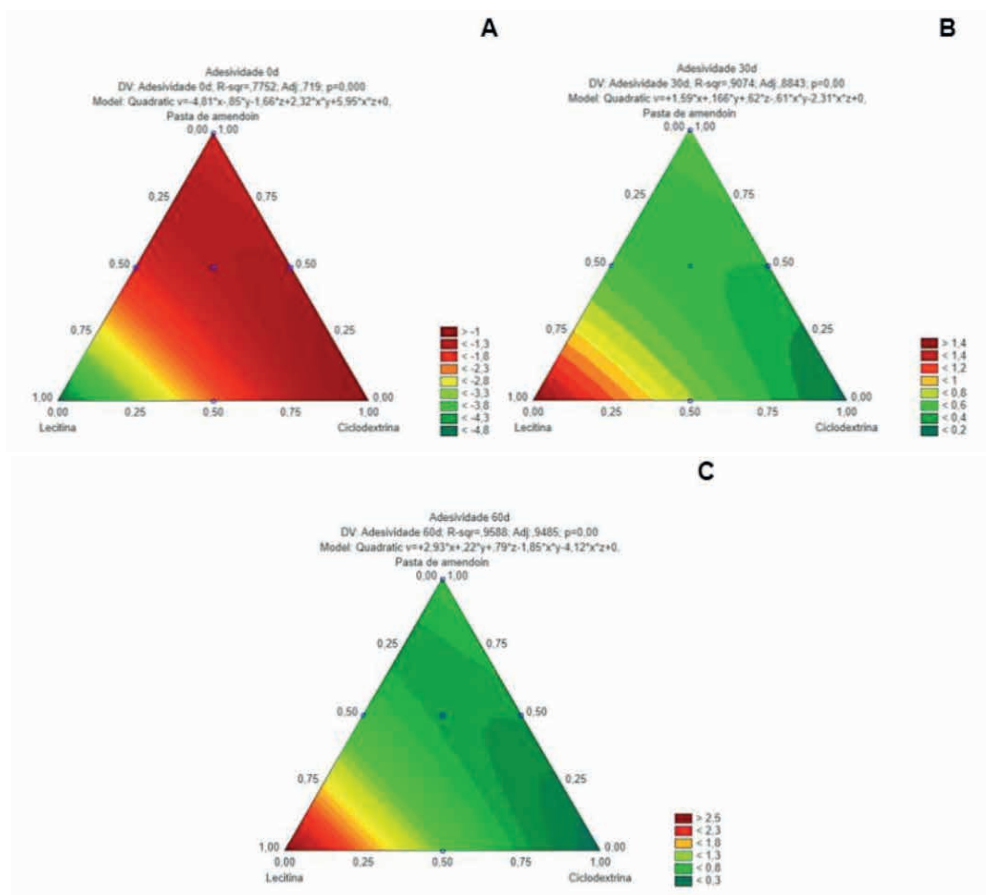 A
Adesividade 0d
DV: Adesividade 0d; R-sqr=,7752; Adj:,719; p=0,000
Model: Quadratic v=-4,81*x-,85*y-1,66*z+2,32*x*y+5,95*x*z+0,
Pasta de amendoin
0,00 1,00
0,25 0,75
0,50 0,50
0,75 0,25
1,00 0,00
0.00 0.25 0.50 0.75 1.00
Lecitina Ciclodextrina
> -1
< -1,3
< -1,8
< -2,3
< -2,8
< -3,3
< -3,8
< -4,3
< -4,8
B
Adesividade 30d
DV: Adesividade 30d; R-sqr=,9074; Adj:,8843; p=0,00
Model: Quadratic v=+1,59*x+,166*y+,62*z-,61*x*y-2,31*x*z+0,
Pasta de amendoin
0.00 1,00
0,25 0,75
0,50 0,50
0,75 0,25
1,00 0,00
0.00 0.25 0.50 0.75 1.00
Lecitina Ciclodextrina
> 1.4
< 1.4
< 1.2
< 1
< 0.8
< 0.6
< 0.4
< 0.2
C
Adesividade 60d
DV: Adesividade 60d; R-sqr=,9588; Adj:,9485; p=0,00
Model: Quadratic v=+2,93*x+,22*y+,79*z-1,85*x*y-4,12*x*z+0,
Pasta de amendoin
0,00 1,00
0,25 0,75
0,50 0,50
0,75 0,25
1,00 0,00
0,00 0,25 0,50 0,75 1,00
Lecitina Ciclodextrina
> 2.5
< 2.3
< 1,8
< 1,3
< 0,8
< 0,3